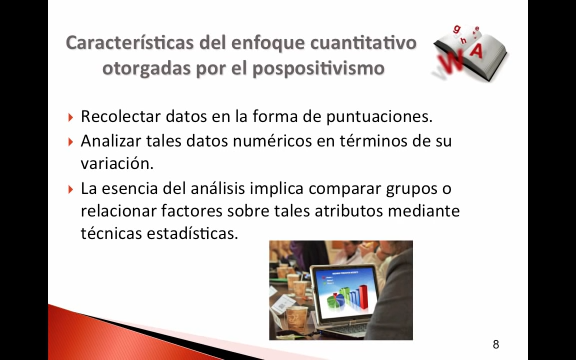 Características del enfoque cuantitativo
otorgadas por el pospositivismo
Recolectar datos en la forma de puntuaciones.
Analizar tales datos numéricos en términos de su
variación.
La esencia del análisis implica comparar grupos o
relacionar factores sobre tales atributos mediante
técnicas estadísticas.
8